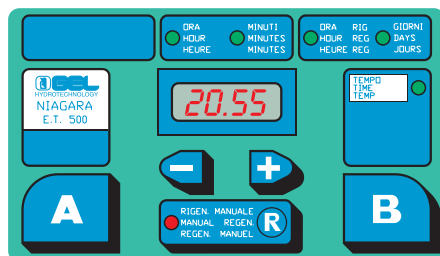 ORA
HOUR
HEURE
MINUTI
MINUTES
MINUTES
ORA RIG
HOUR REG
HEURE REG
GIORNI
DAYS
JOURS
GEL
HYDROTECHNOLOGY
NIAGARA
E.T. 500
20.55
TEMPO
TIME
TEMP
− +
A
B
RIGEN. MANUALE
MANUAL REGEN.
REGEN. MANUEL
R